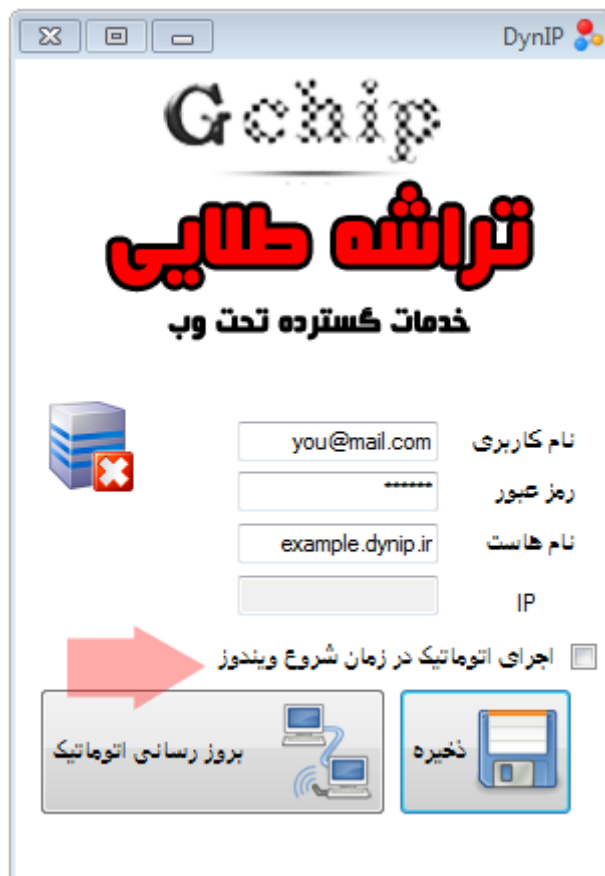 DynIP
Gchip
تراشه طلایی
خدمات گسترده تحت وب
نام کاربری you@mail.com
رمز عبور ******
نام هاست example.dynip.ir
IP
اجرای اتوماتیک در زمان شروع ویندوز
ذخیره
بروز رسانی اتوماتیک